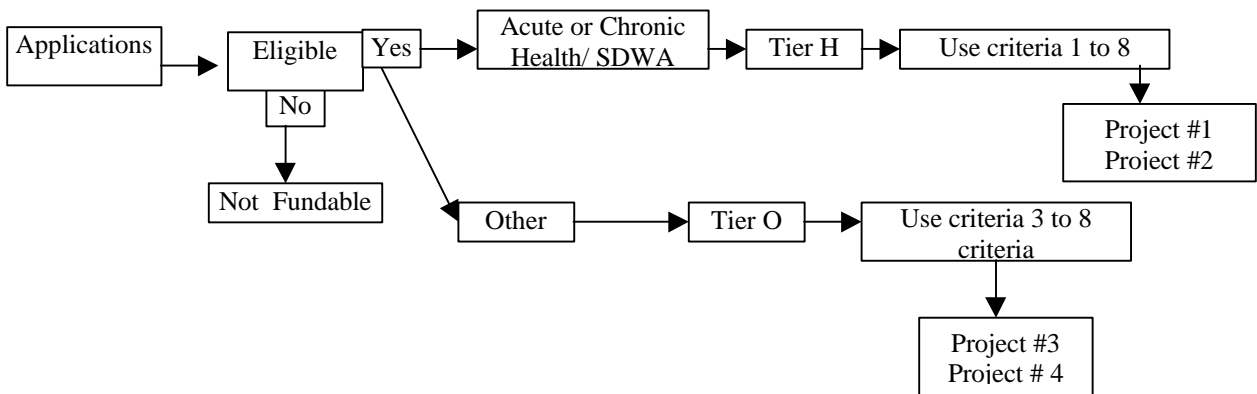 Applications
Eligible
Yes
No
Not Fundable
Acute or Chronic
Health/ SDWA
Tier H
Use criteria 1 to 8
Project #1
Project #2
Other
Tier O
Use criteria 3 to 8
criteria
Project #3
Project # 4